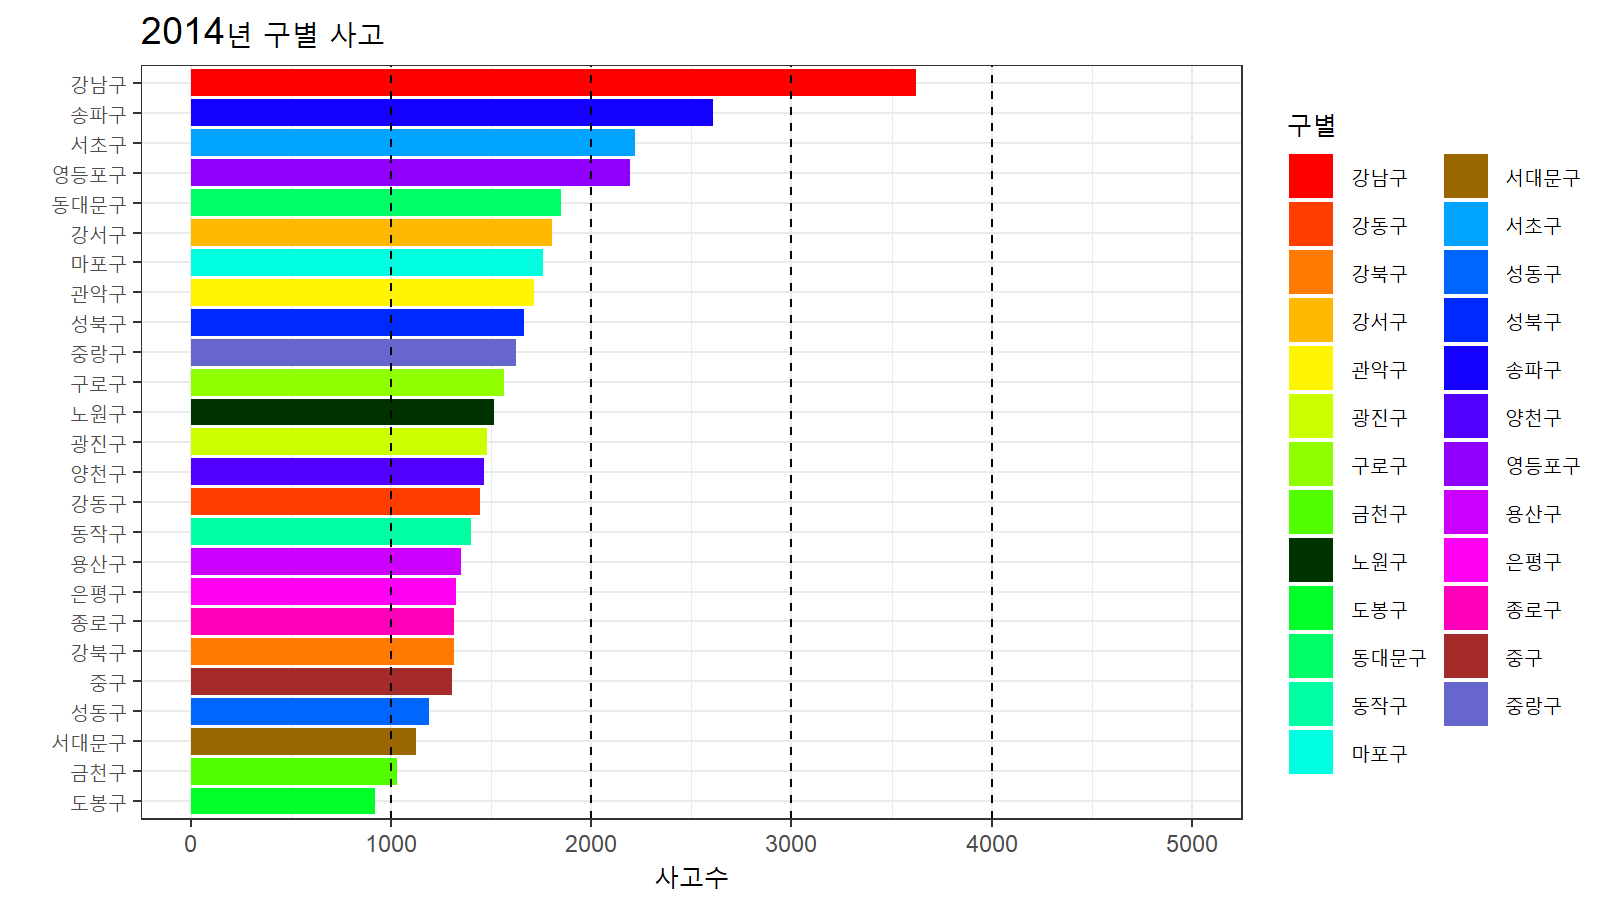 2014년 구별 사고
강남구
송파구
서초구
영등포구
동대문구
강서구
마포구
관악구
성북구
중랑구
구로구
노원구
광진구
양천구
강동구
동작구
용산구
은평구
종로구
강북구
중구
성동구
서대문구
금천구
도봉구
0 1000 2000 3000 4000 5000
사고수
구별
강남구 서대문구
강동구 서초구
강북구 성동구
강서구 성북구
관악구 송파구
광진구 양천구
구로구 영등포구
금천구 용산구
노원구 은평구
도봉구 종로구
동대문구 중구
동작구 중랑구
마포구